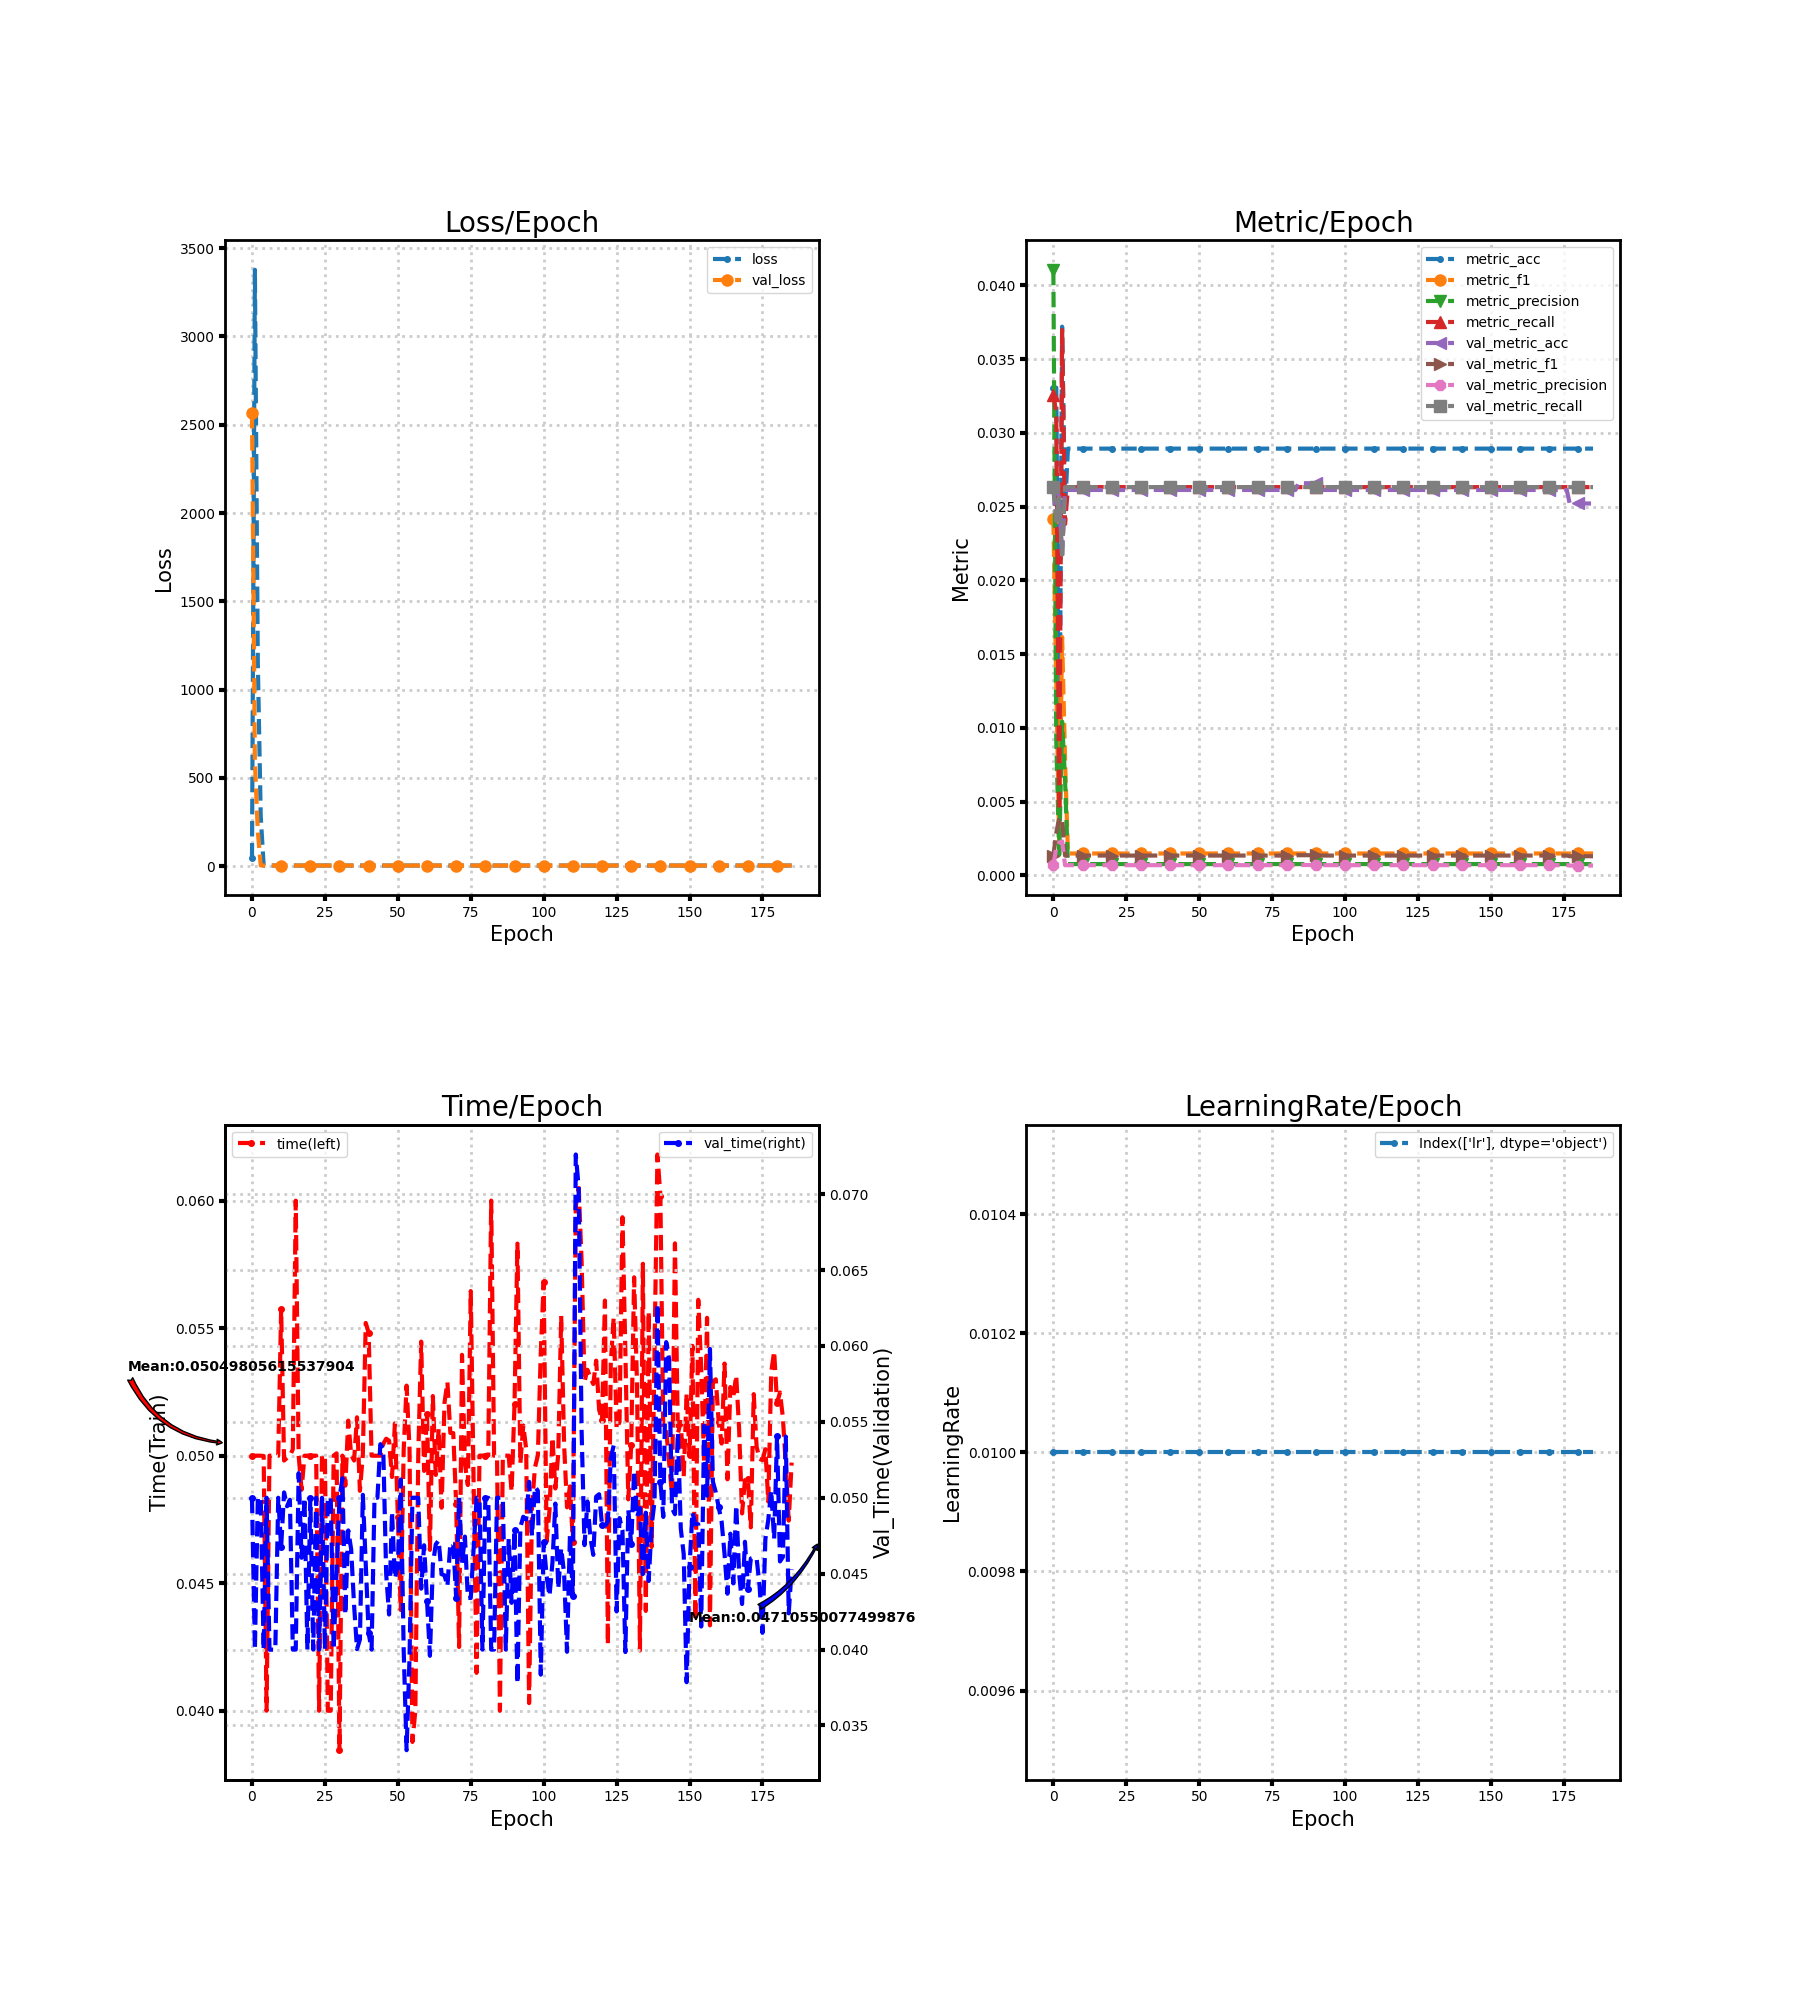 Loss/Epoch
3500
3000
2500
2000
1500
1000
500
0
Loss
loss
val_loss
0 25 50 75 100 125 150 175
Epoch
Metric/Epoch
0.040
0.035
0.030
0.025
0.020
0.015
0.010
0.005
0.000
Metric
metric_acc
metric_f1
metric_precision
metric_recall
val_metric_acc
val_metric_f1
val_metric_precision
val_metric_recall
0 25 50 75 100 125 150 175
Epoch
Time/Epoch
time(left)
val_time(right)
0.060
0.055
0.050
0.045
0.040
Time(Train)
Mean:0.05049805615537904
0.070
0.065
0.060
0.055
0.050
0.045
0.040
0.035
Val_Time(Validation)
Mean:0.04710550077499876
0 25 50 75 100 125 150 175
Epoch
LearningRate/Epoch
Index(['lr'], dtype='object')
0.0104
0.0102
0.0100
0.0098
0.0096
LearningRate
0 25 50 75 100 125 150 175
Epoch